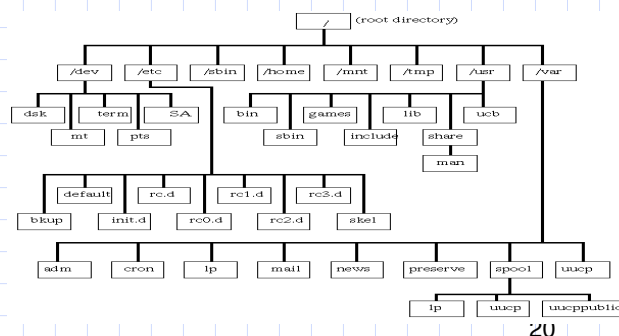 / (root directory)
/dev /etc /sbin /home /mnt /tmp /usr /var
dsk term SA bin games lib ucb
mt pts sbin include share
man
default rc.d rc1.d rc3.d
bkup init.d rc0.d rc2.d skel
adm cron lp mail news preserve spool uucp
lp uucp uucppublic
20